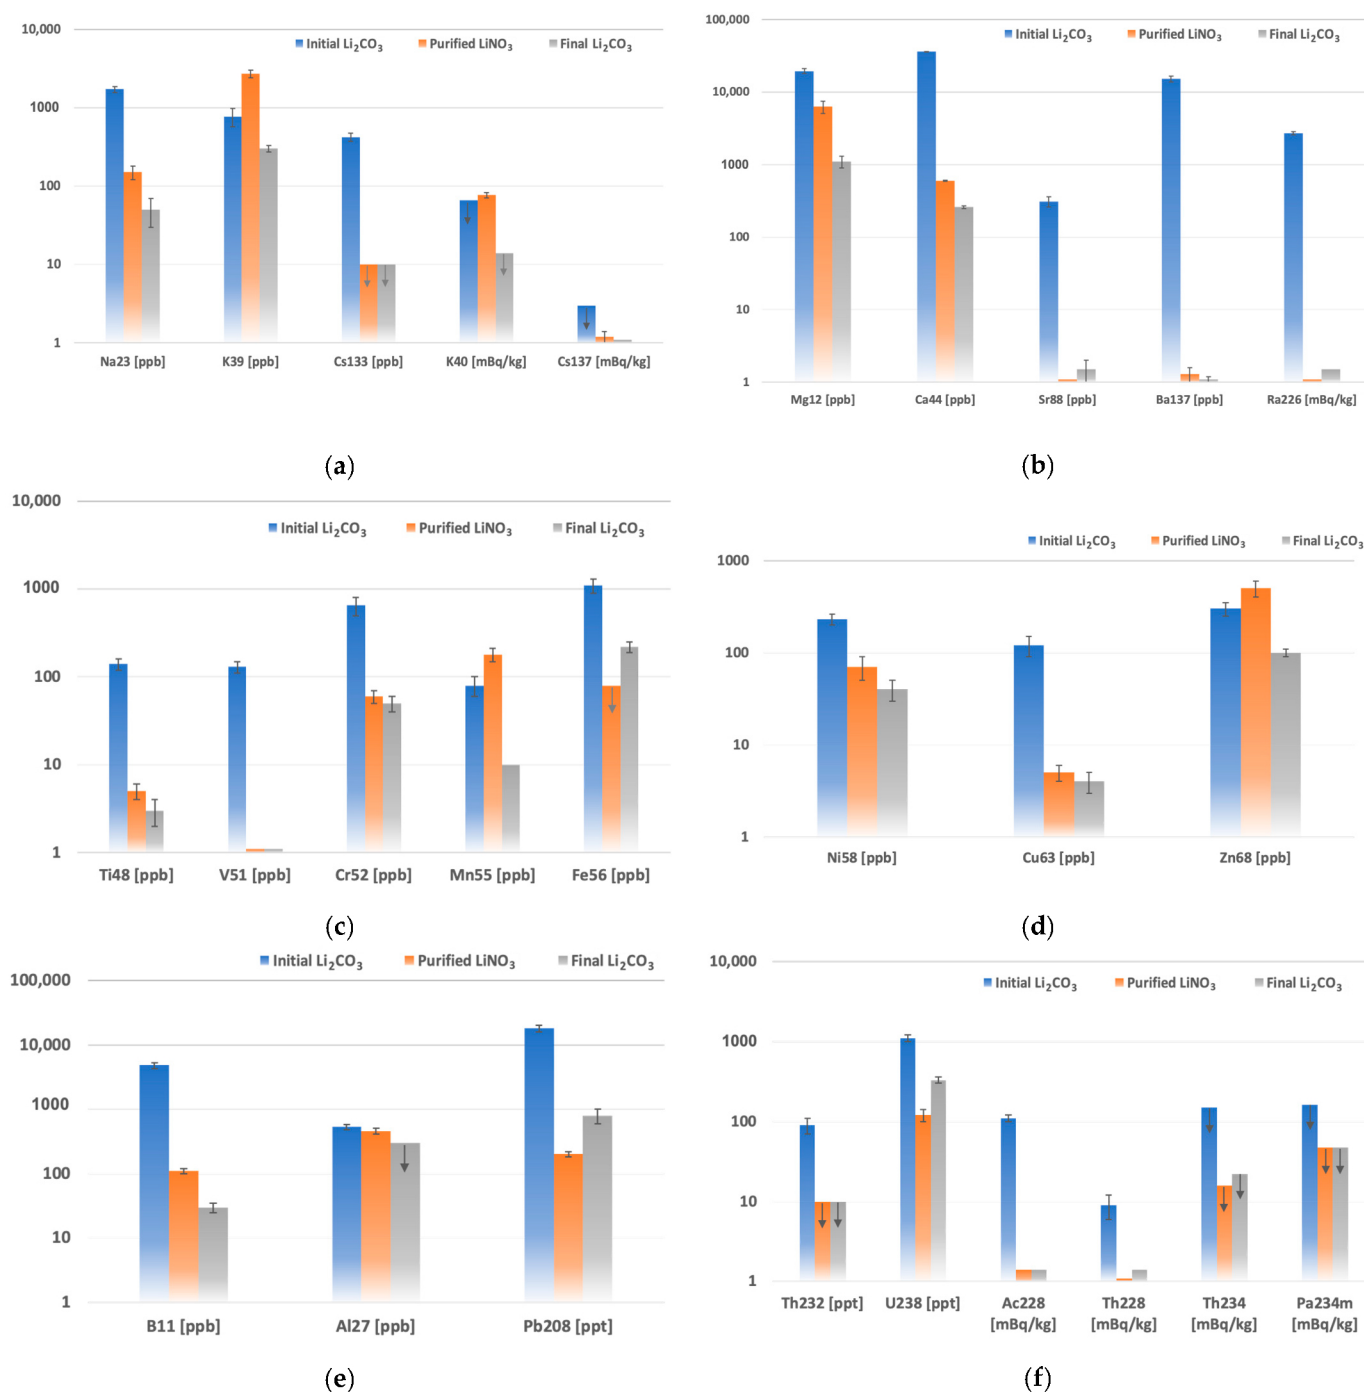 10,000
Initial Li₂CO₃ Purified LiNO₃ Final Li₂CO₃
1000
100
10
1
Na23 [ppb] K39 [ppb] Cs133 [ppb] K40 [mBq/kg] Cs137 [mBq/kg]
(a)
100,000
Initial Li₂CO₃ Purified LiNO₃ Final Li₂CO₃
10,000
1000
100
10
1
Mg12 [ppb] Ca44 [ppb] Sr88 [ppb] Ba137 [ppb] Ra226 [mBq/kg]
(b)
10,000
Initial Li₂CO₃ Purified LiNO₃ Final Li₂CO₃
1000
100
10
1
Ti48 [ppb] V51 [ppb] Cr52 [ppb] Mn55 [ppb] Fe56 [ppb]
(c)
Initial Li₂CO₃ Purified LiNO₃ Final Li₂CO₃
1000
100
10
1
Ni58 [ppb] Cu63 [ppb] Zn68 [ppb]
(d)
Initial Li₂CO₃ Purified LiNO₃ Final Li₂CO₃
100,000
10,000
1000
100
10
1
B11 [ppb] Al27 [ppb] Pb208 [ppt]
(e)
10,000
Initial Li₂CO₃ Purified LiNO₃ Final Li₂CO₃
1000
100
10
1
Th232 [ppt] U238 [ppt] Ac228 Th228 Th234 Pa234m
[mBq/kg] [mBq/kg] [mBq/kg] [mBq/kg]
(f)